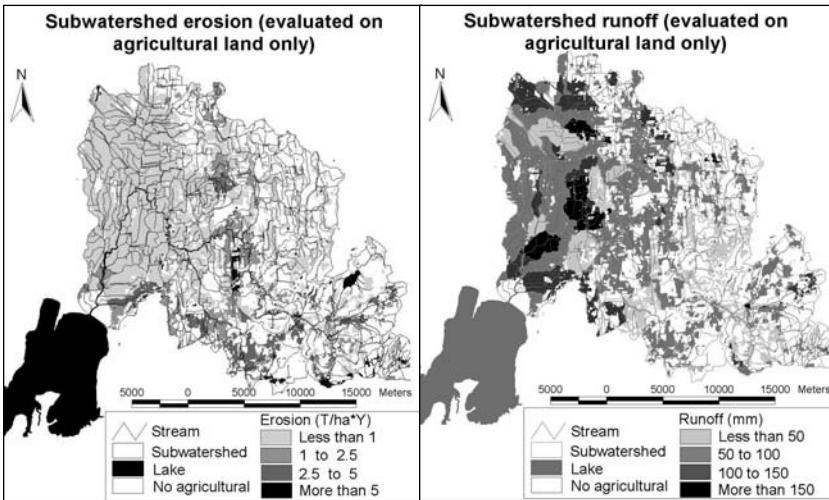 Subwatershed erosion (evaluated on
agricultural land only)
N
5000 0 5000 10000 15000 Meters
Stream
Subwatershed
Lake
No agricultural
Erosion (T/ha*Y)
Less than 1
1 to 2.5
2.5 to 5
More than 5
Subwatershed runoff (evaluated on
agricultural land only)
N
5000 0 5000 10000 15000 Meters
Stream
Subwatershed
Lake
No agricultural
Runoff (mm)
Less than 50
50 to 100
100 to 150
More than 150